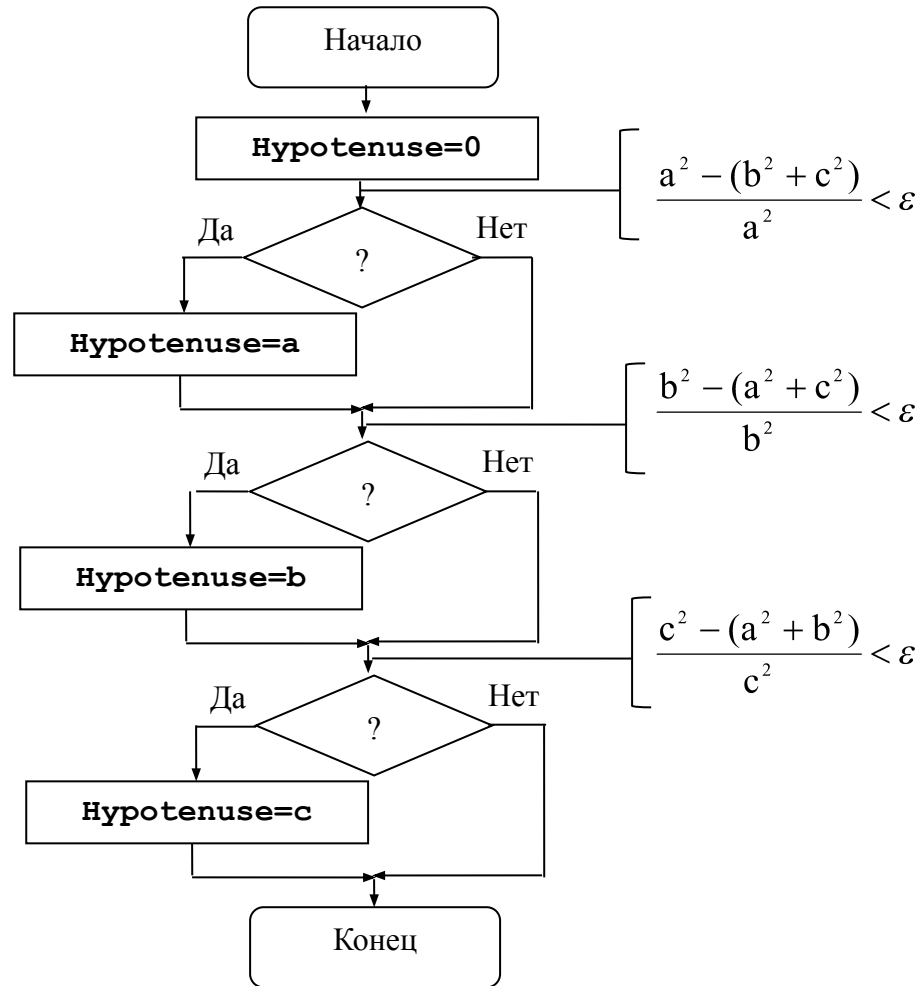 Начало
Hypotenuse=0
a² − (b² + c²)
a²
< ε
Да
Нет
?
Hypotenuse=a
b² − (a² + c²)
b²
< ε
Да
Нет
?
Hypotenuse=b
c² − (a² + b²)
c²
< ε
Да
Нет
?
Hypotenuse=c
Конец